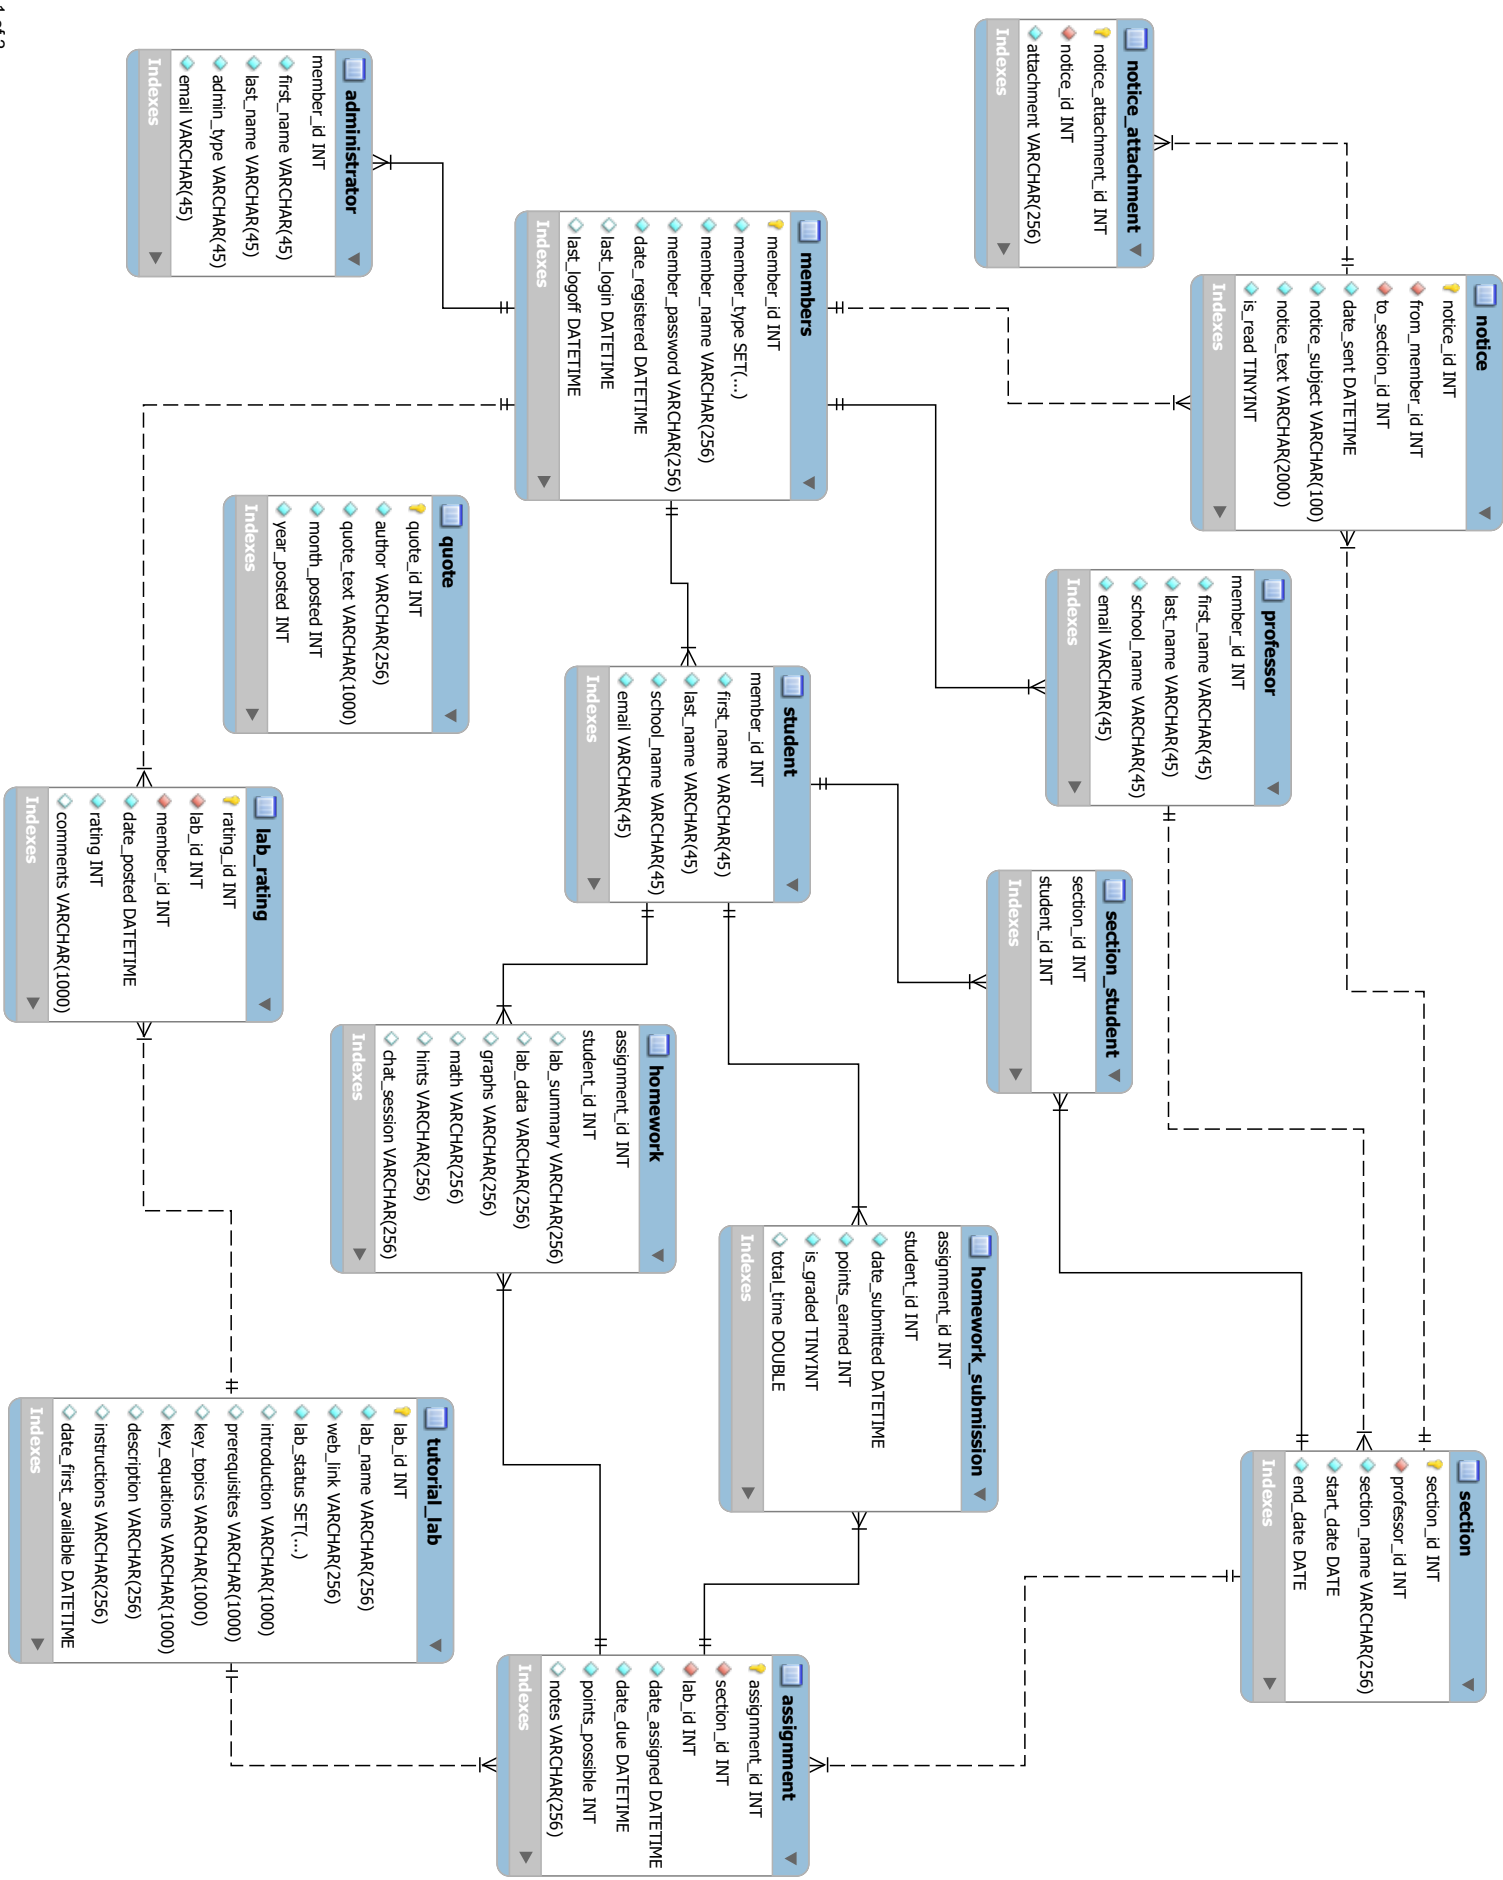 notice_attachment
notice_attachment_id INT
notice_id INT
attachment VARCHAR(256)
Indexes
notice
notice_id INT
from_member_id INT
to_section_id INT
date_sent DATETIME
notice_subject VARCHAR(100)
notice_text VARCHAR(2000)
is_read TINYINT
Indexes
professor
member_id INT
first_name VARCHAR(45)
last_name VARCHAR(45)
school_name VARCHAR(45)
email VARCHAR(45)
Indexes
section_student
section_id INT
student_id INT
Indexes
section
section_id INT
professor_id INT
section_name VARCHAR(256)
start_date DATE
end_date DATE
Indexes
members
member_id INT
member_type SET(...)
member_name VARCHAR(256)
member_password VARCHAR(256)
date_registered DATETIME
last_login DATETIME
last_logoff DATETIME
Indexes
student
member_id INT
first_name VARCHAR(45)
last_name VARCHAR(45)
school_name VARCHAR(45)
email VARCHAR(45)
Indexes
homework_submission
assignment_id INT
student_id INT
date_submitted DATETIME
points_earned INT
is_graded TINYINT
total_time DOUBLE
Indexes
assignment
assignment_id INT
section_id INT
lab_id INT
date_assigned DATETIME
date_due DATETIME
points_possible INT
notes VARCHAR(256)
Indexes
homework
assignment_id INT
student_id INT
lab_summary VARCHAR(256)
lab_data VARCHAR(256)
graphs VARCHAR(256)
math VARCHAR(256)
hints VARCHAR(256)
chat_session VARCHAR(256)
Indexes
administrator
member_id INT
first_name VARCHAR(45)
last_name VARCHAR(45)
admin_type VARCHAR(45)
email VARCHAR(45)
Indexes
quote
quote_id INT
author VARCHAR(256)
quote_text VARCHAR(1000)
month_posted INT
year_posted INT
Indexes
lab_rating
rating_id INT
lab_id INT
member_id INT
date_posted DATETIME
rating INT
comments VARCHAR(1000)
Indexes
tutorial_lab
lab_id INT
lab_name VARCHAR(256)
web_link VARCHAR(256)
lab_status SET(...)
introduction VARCHAR(1000)
prerequisites VARCHAR(1000)
key_topics VARCHAR(1000)
key_equations VARCHAR(1000)
description VARCHAR(256)
instructions VARCHAR(256)
date_first_available DATETIME
Indexes